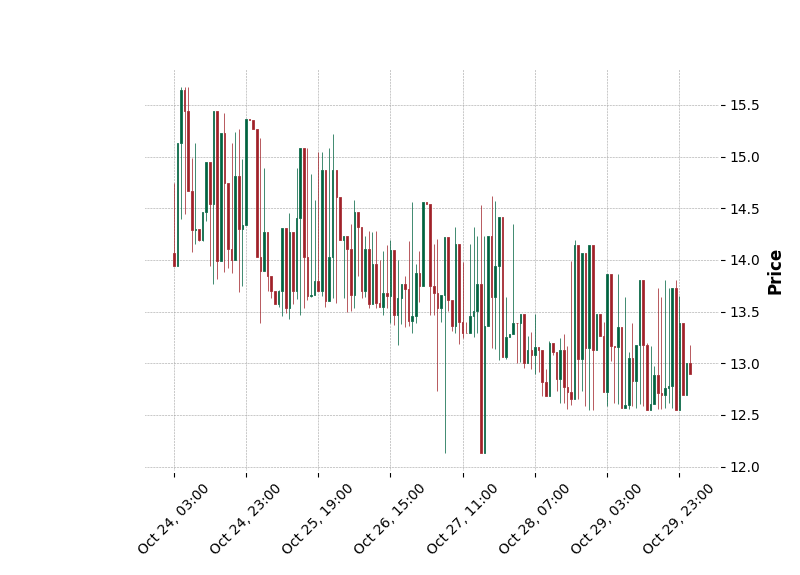 15.5
15.0
14.5
14.0
13.5
13.0
12.5
12.0
Price
Oct 24, 03:00
Oct 24, 23:00
Oct 25, 19:00
Oct 26, 15:00
Oct 27, 11:00
Oct 28, 07:00
Oct 29, 03:00
Oct 29, 23:00